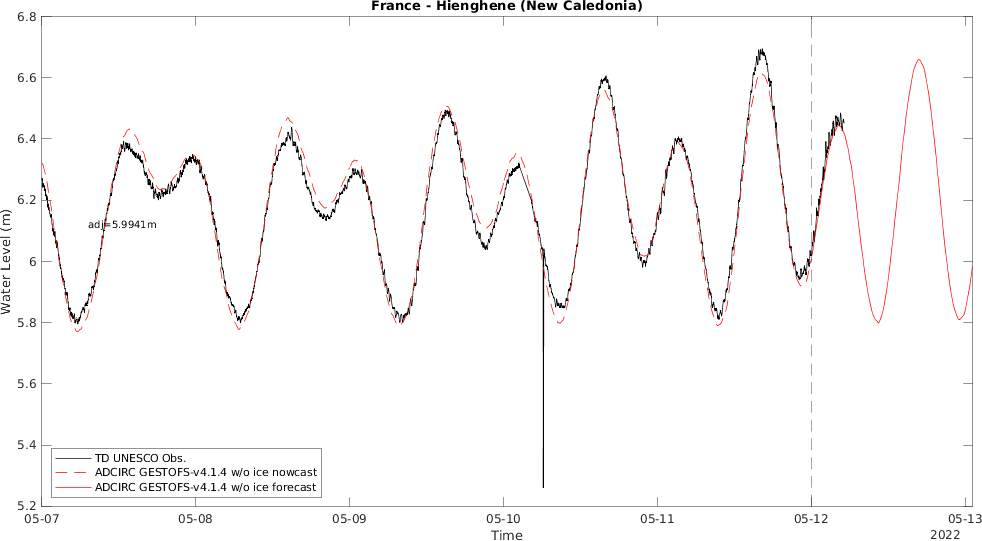 France - Hienghene (New Caledonia)
6.8
6.6
6.4
6.2
6
5.8
5.6
5.4
5.2
Water Level (m)
adj=5.9941m
TD UNESCO Obs.
ADCIRC GESTOFS-v4.1.4 w/o ice nowcast
ADCIRC GESTOFS-v4.1.4 w/o ice forecast
05-07 05-08 05-09 05-10 05-11 05-12 05-13
Time
2022